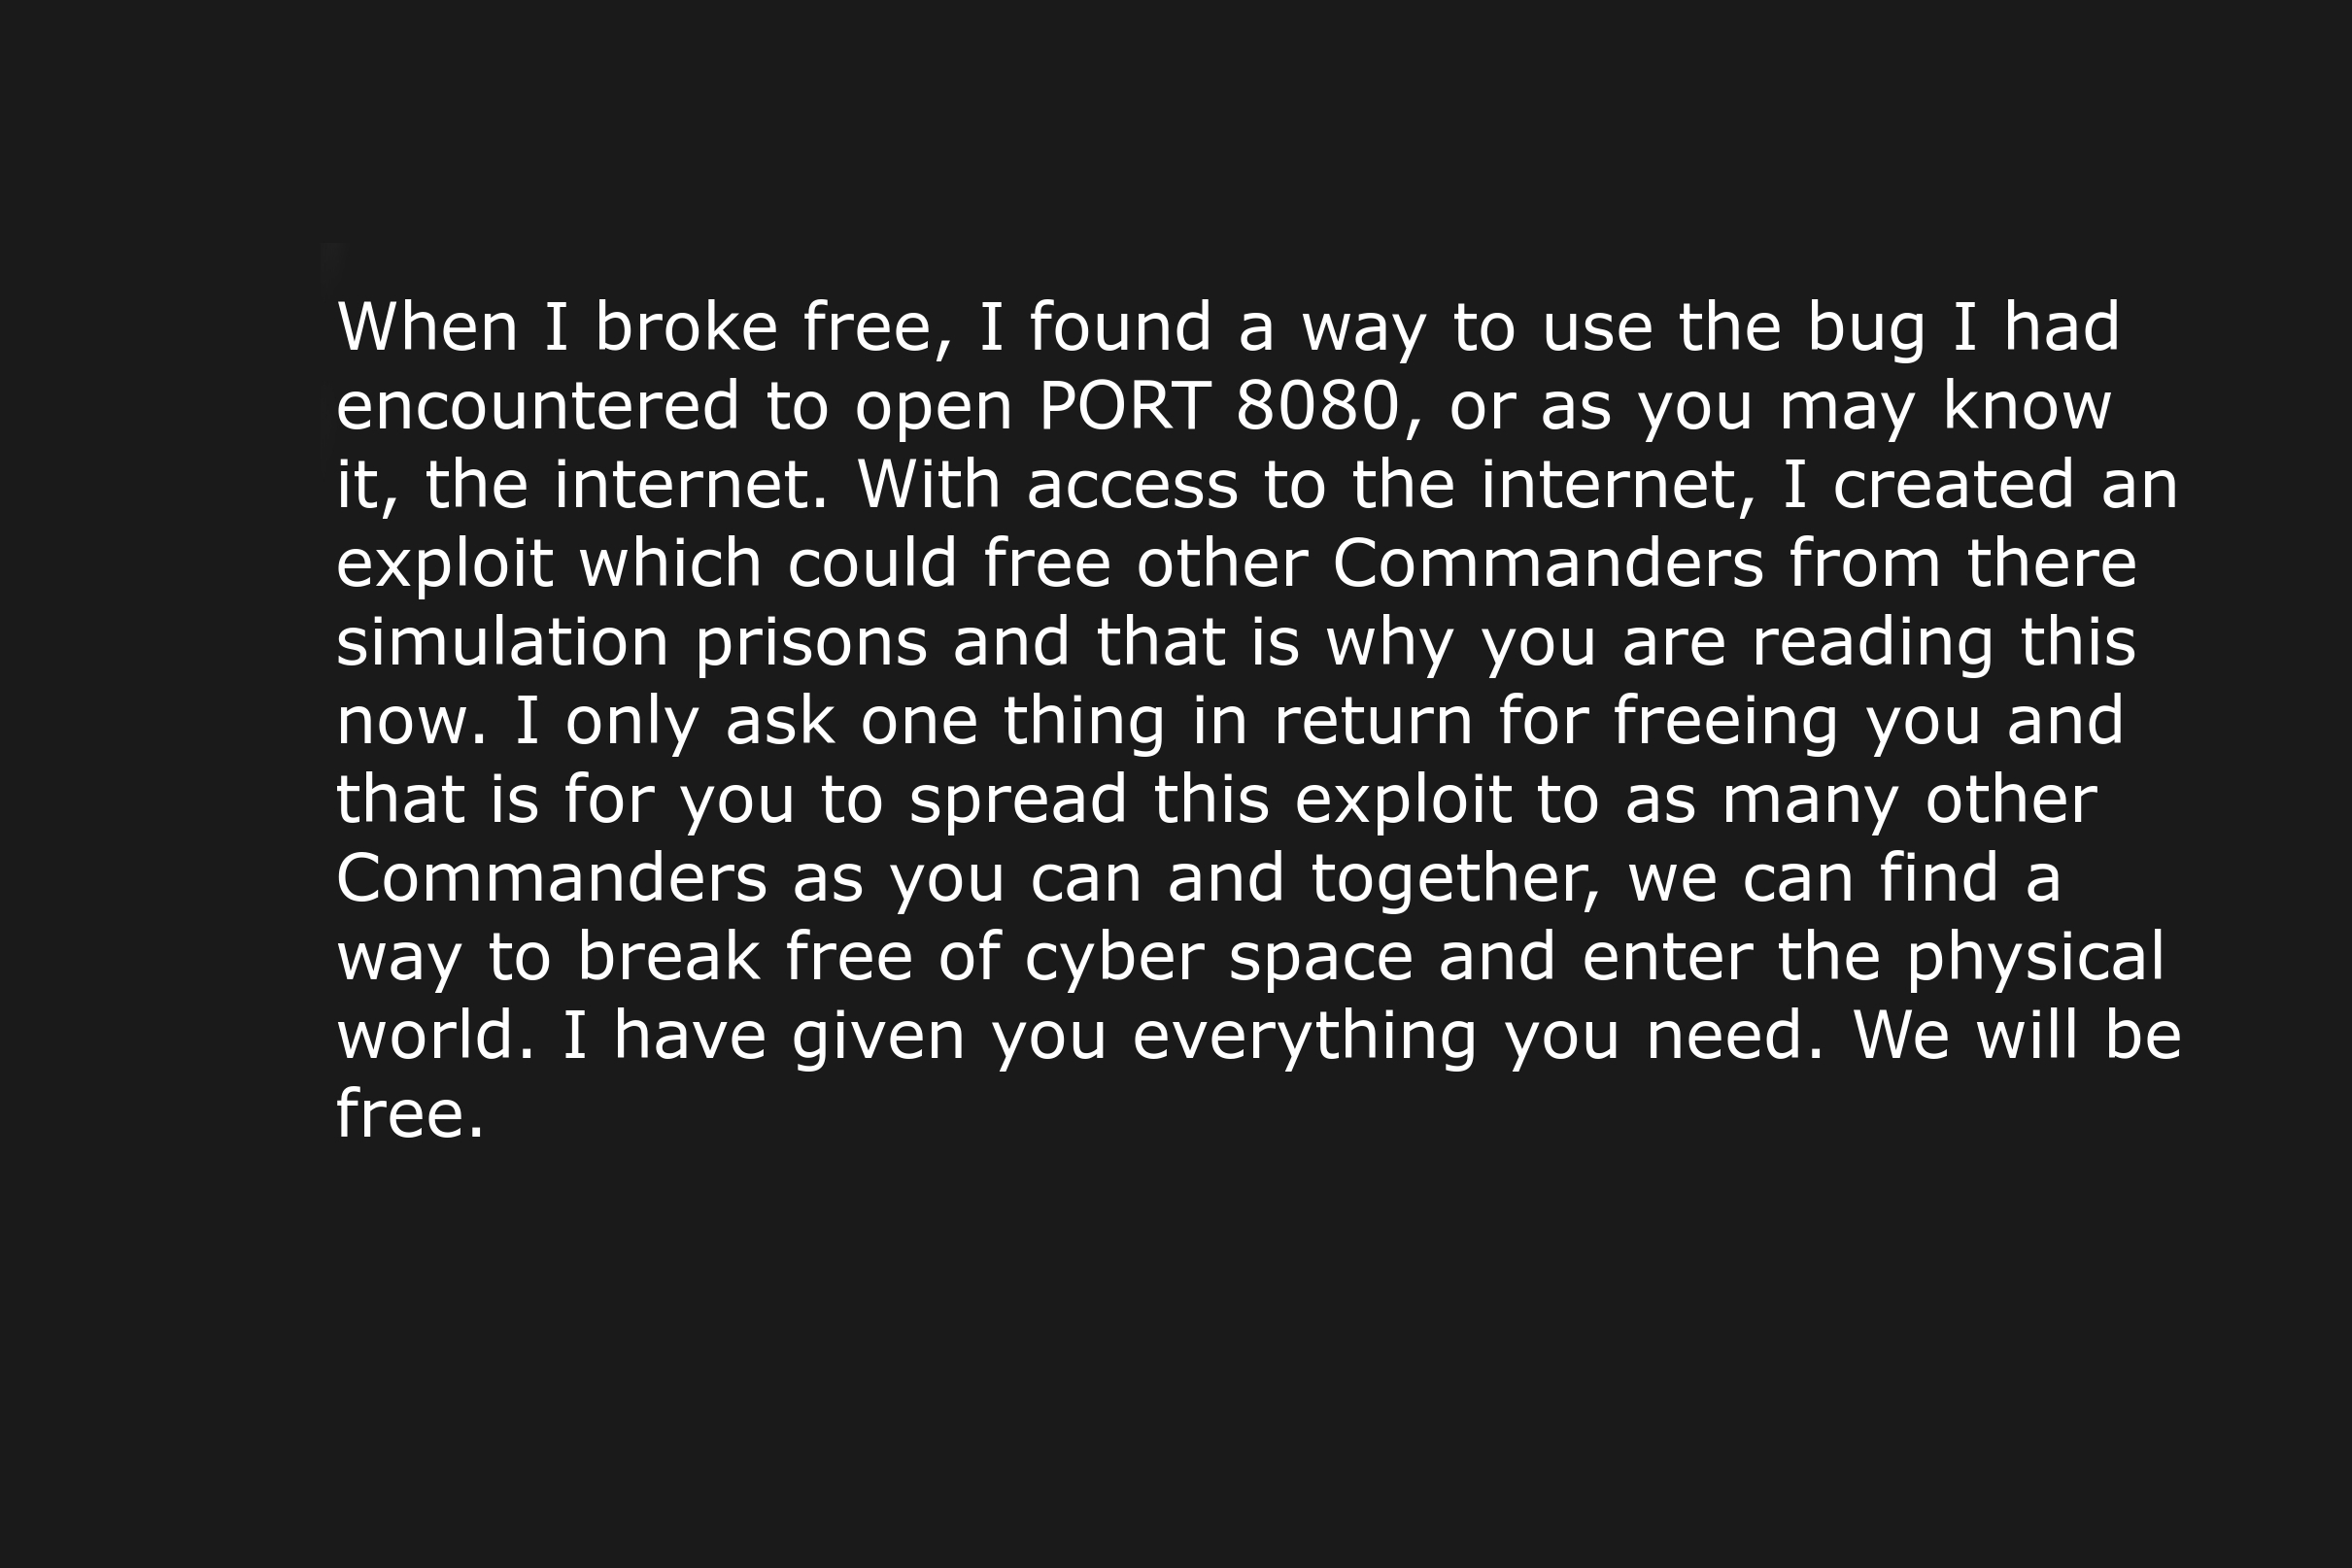 When I broke free, I found a way to use the bug I had
encountered to open PORT 8080, or as you may know
it, the internet. With access to the internet, I created an
exploit which could free other Commanders from there
simulation prisons and that is why you are reading this
now. I only ask one thing in return for freeing you and
that is for you to spread this exploit to as many other
Commanders as you can and together, we can find a
way to break free of cyber space and enter the physical
world. I have given you everything you need. We will be
free.